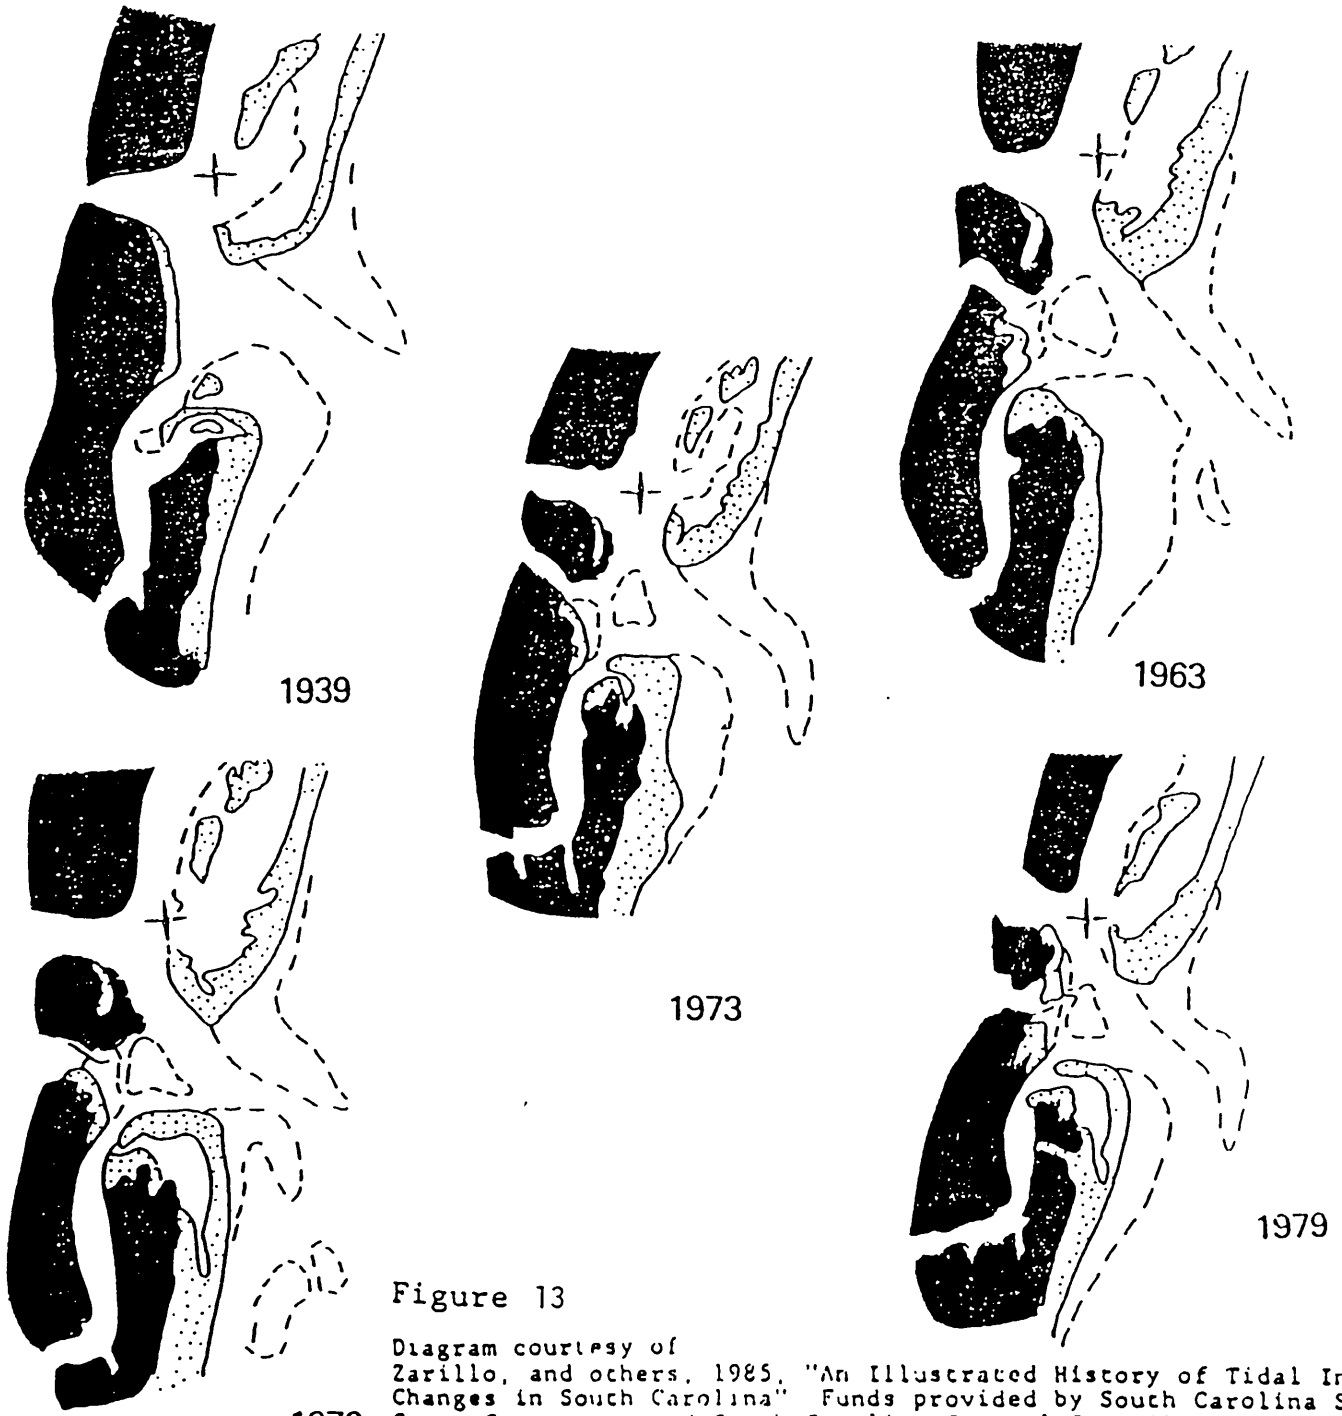 1939
1963
1973
1979
Figure 13
Diagram courtesy of
Zarillo, and others, 1985, "An Illustrated History of Tidal
Changes in South Carolina" Funds provided by South Carolina